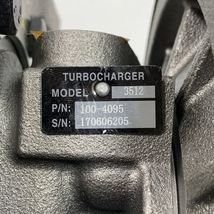 TURBOCHARGER
MODEL 3512
P/N: 100-4095
S/N: 170606205